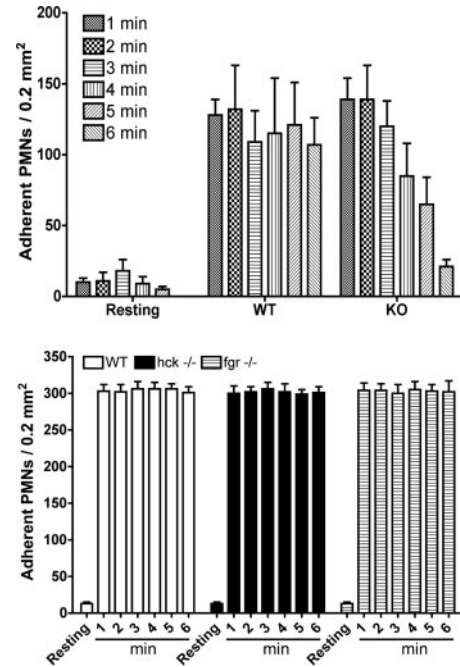 Adherent PMNs / 0.2 mm²
200
150
100
50
0
1 min
2 min
3 min
4 min
5 min
6 min
Resting WT KO
Adherent PMNs / 0.2 mm²
350
300
250
200
150
100
50
0
WT hck -/- fgr -/-
Resting 1 2 3 4 5 6 Resting 1 2 3 4 5 6 Resting 1 2 3 4 5 6
min min min